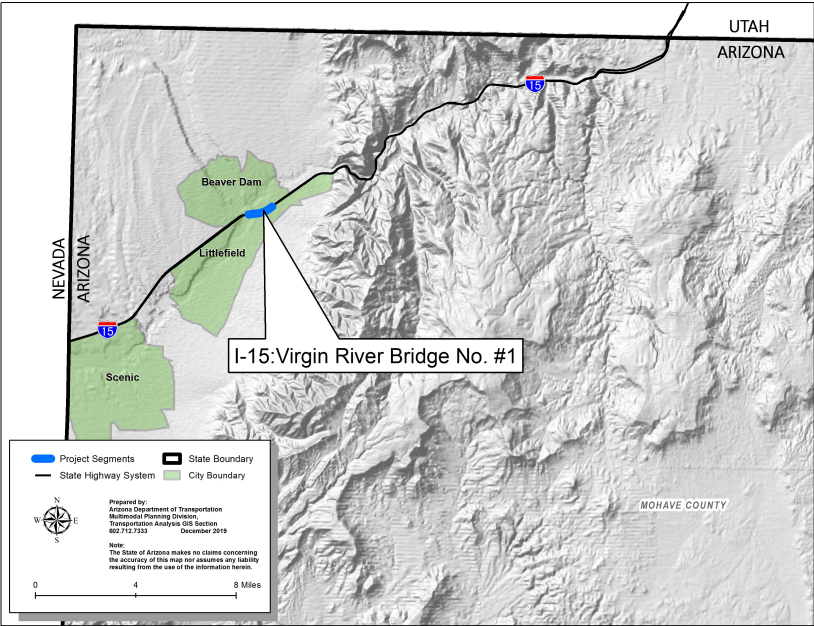 UTAH
ARIZONA
15
Beaver Dam
Littlefield
NEVADA
ARIZONA
15
I-15:Virgin River Bridge No. #1
Scenic
MOHAVE COUNTY
Project Segments
State Boundary
State Highway System
City Boundary
N
W
E
S
Prepared by:
Arizona Department of Transportation
Multimodal Planning Division,
Transportation Analysis GIS Section
602.712.7333 December 2019
Note:
The State of Arizona makes no claims concerning
the accuracy of this map nor assumes any liability
resulting from the use of the information herein.
0 4 8 Miles